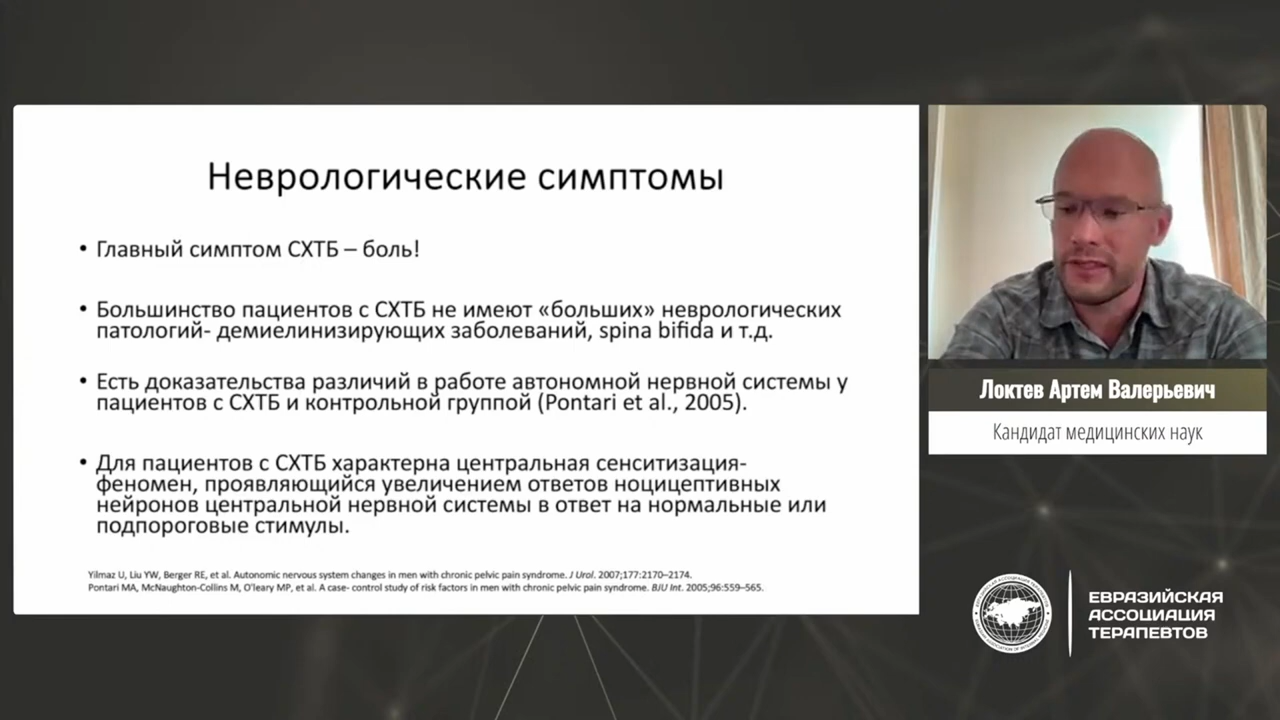 Неврологические симптомы
• Главный симптом СХТБ – боль!
• Большинство пациентов с СХТБ не имеют «больших» неврологических
патологий- демиелинизирующих заболеваний, spina bifida и т.д.
• Есть доказательства различий в работе автономной нервной системы у
пациентов с СХТБ и контрольной группой (Pontari et al., 2005).
• Для пациентов с СХТБ характерна центральная сенситизация-
феномен, проявляющийся увеличением ответов ноцицептивных
нейронов центральной нервной системы в ответ на нормальные или
подпороговые стимулы.
Yilmaz U, Liu YW, Berger RE, et al. Autonomic nervous system changes in men with chronic pelvic pain syndrome. J Urol. 2007;177:2170–2174.
Pontari MA, McNaughton-Collins M, O'leary MP, et al. A case- control study of risk factors in men with chronic pelvic pain syndrome. BJU Int. 2005;96:559–565.
Локтев Артем Валерьевич
Кандидат медицинских наук
ЕВРАЗИЙСКАЯ
АССОЦИАЦИЯ
ТЕРАПЕВТОВ